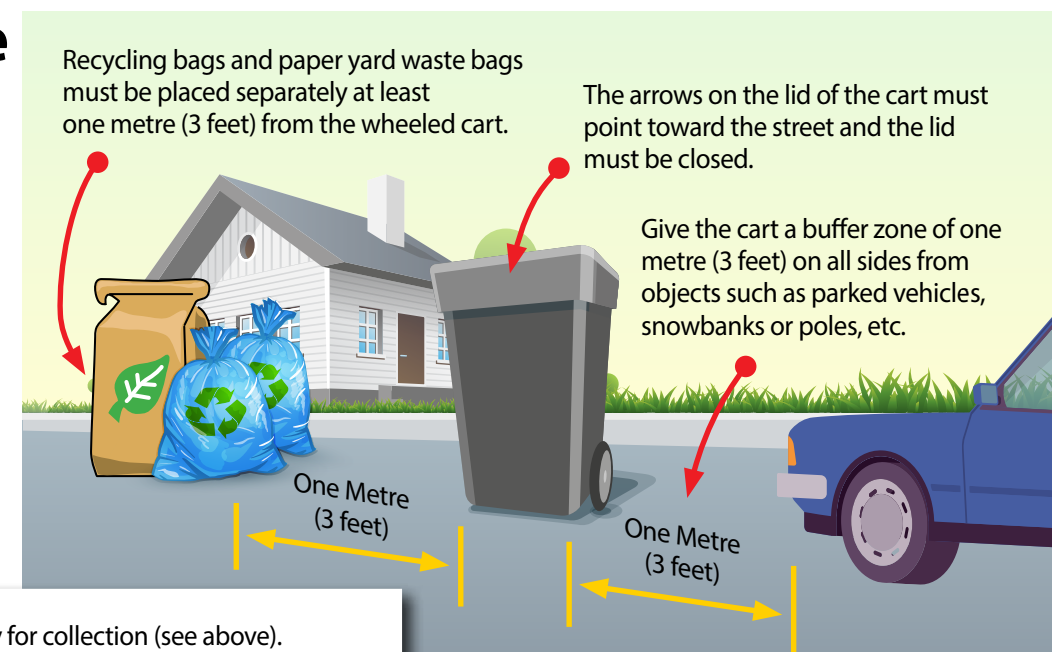 e
Recycling bags and paper yard waste bags
must be placed separately at least
one metre (3 feet) from the wheeled cart.
The arrows on the lid of the cart must
point toward the street and the lid
must be closed.
Give the cart a buffer zone of one
metre (3 feet) on all sides from
objects such as parked vehicles,
snowbanks or poles, etc.
One Metre
(3 feet)
One Metre
(3 feet)
for collection (see above).